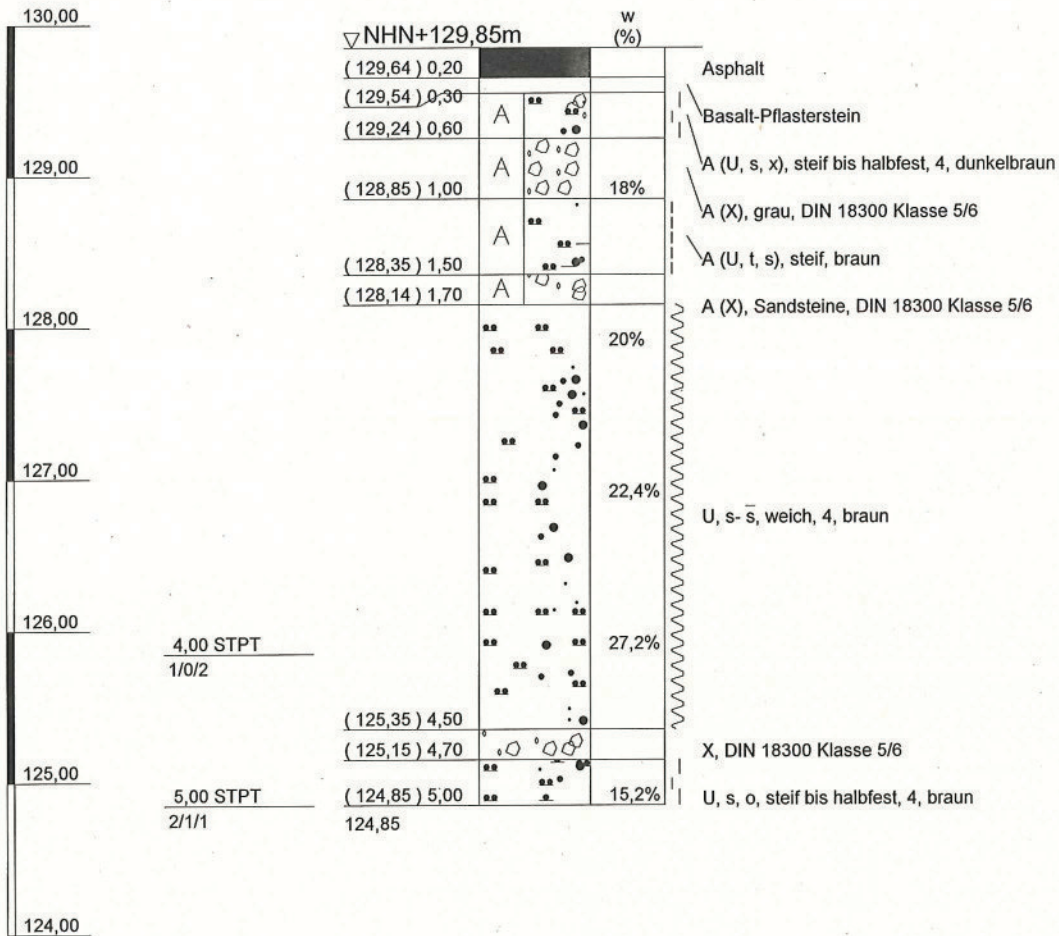 130,00
129,00
128,00
127,00
126,00
125,00
124,00
4,00 STPT
1/0/2
5,00 STPT
2/1/1
NHN+129,85m
w
(%)
(129,64) 0,20
(129,54) 0,30
(129,24) 0,60
(128,85) 1,00
(128,35) 1,50
(128,14) 1,70
(125,35) 4,50
(125,15) 4,70
(124,85) 5,00
124,85
A
A
A
A
18%
20%
22,4%
27,2%
15,2%
Asphalt
Basalt-Pflasterstein
A (U, s, x), steif bis halbfest, 4, dunkelbraun
A (X), grau, DIN 18300 Klasse 5/6
A (U, t, s), steif, braun
A (X), Sandsteine, DIN 18300 Klasse 5/6
U, s- s̅, weich, 4, braun
X, DIN 18300 Klasse 5/6
U, s, o, steif bis halbfest, 4, braun